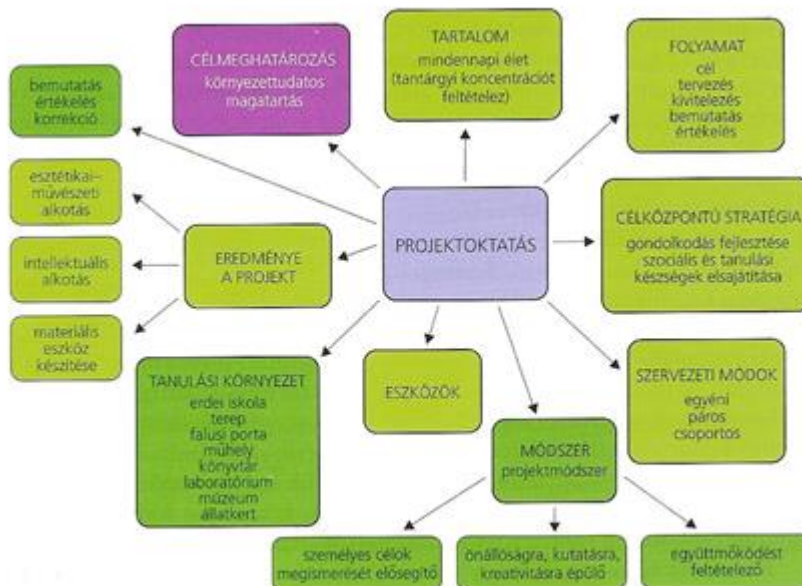 TARTALOM
mindennapi élet
(tantárgyi koncentrációt
feltételez)
CÉLMEGHATÁROZÁS
környezettudatos
magatartás
FOLYAMAT
cél
tervezés
kivitelezés
bemutatás
értékelés
bemutatás
értékelés
korrekció
esztétikai–
művészeti
alkotás
intellektuális
alkotás
materiális
eszköz
készítése
EREDMÉNYE
A PROJEKT
PROJEKTOKTATÁS
CÉLKÖZPONTÚ STRATÉGIA
gondolkodás fejlesztése
szociális és tanulási
készségek elsajátítása
TANULÁSI KÖRNYEZET
erdei iskola
terep
falusi porta
műhely
könyvtár
laboratórium
múzeum
állatkert
ESZKÖZÖK
SZERVEZETI MÓDOK
egyéni
páros
csoportos
MÓDSZER
projektmódszer
személyes célok
megismerését elősegítő
önállóságra, kutatásra,
kreativitásra épülő
együttmőködést
feltételező